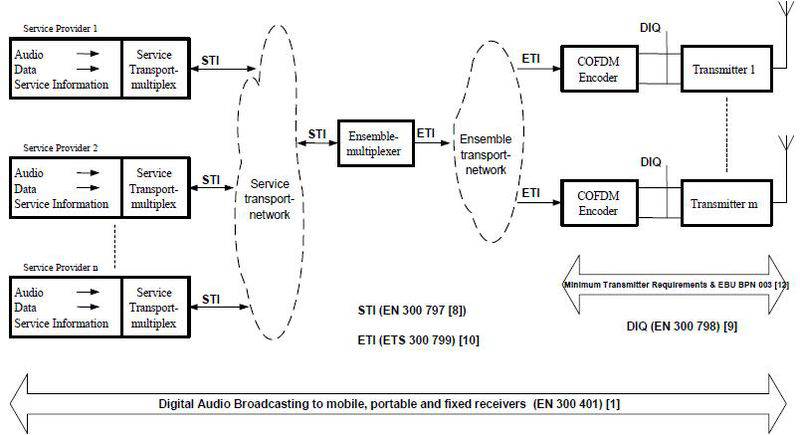 Service Provider 1
Audio
Data
Service Information
Service
Transport-
multiplex
STI
Service Provider 2
Audio
Data
Service Information
Service
Transport-
multiplex
STI
Service Provider n
Audio
Data
Service Information
Service
Transport-
multiplex
STI
Service
transport-
network
STI
Ensemble-
multiplexer
ETI
Ensemble
transport-
network
ETI
COFDM
Encoder
DIQ
Transmitter 1
ETI
COFDM
Encoder
DIQ
Transmitter m
Minimum Transmitter Requirements & EBU BPN 003 [12]
STI (EN 300 797 [8])
DIQ (EN 300 798) [9]
ETI (ETS 300 799) [10]
Digital Audio Broadcasting to mobile, portable and fixed receivers (EN 300 401) [1]